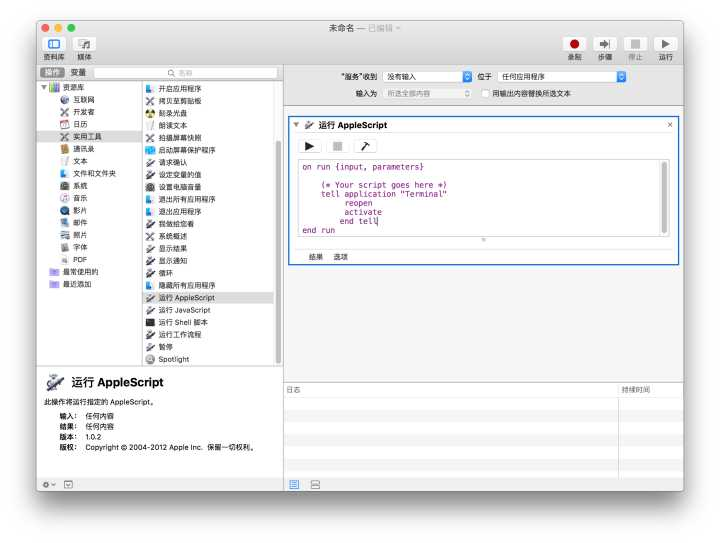 未命名 — 已编辑
资料库 媒体 录制 步骤 停止 运行
操作 变量 名称
资源库
互联网
开发者
日历
实用工具
通讯录
文本
文件和文件夹
系统
音乐
影片
邮件
照片
字体
PDF
最常使用的
最近添加
开启应用程序
拷贝至剪贴板
刻录光盘
朗读文本
拍摄屏幕快照
启动屏幕保护程序
请求确认
设定变量的值
设置电脑音量
退出所有应用程序
退出应用程序
我做给您看
系统概述
显示结果
显示通知
循环
隐藏所有应用程序
运行 AppleScript
运行 JavaScript
运行 Shell 脚本
运行工作流程
暂停
Spotlight
“服务”收到 没有输入 位于 任何应用程序
输入为 所选全部内容 用输出内容替换所选文本
运行 AppleScript
on run {input, parameters}
(* Your script goes here *)
tell application "Terminal"
reopen
activate
end tell
end run
结果 选项
运行 AppleScript
此操作将运行指定的 AppleScript。
输入： 任何内容
结果： 任何内容
版本： 1.0.2
版权： Copyright © 2004-2012 Apple Inc. 保留一切权利。
日志 持续时间